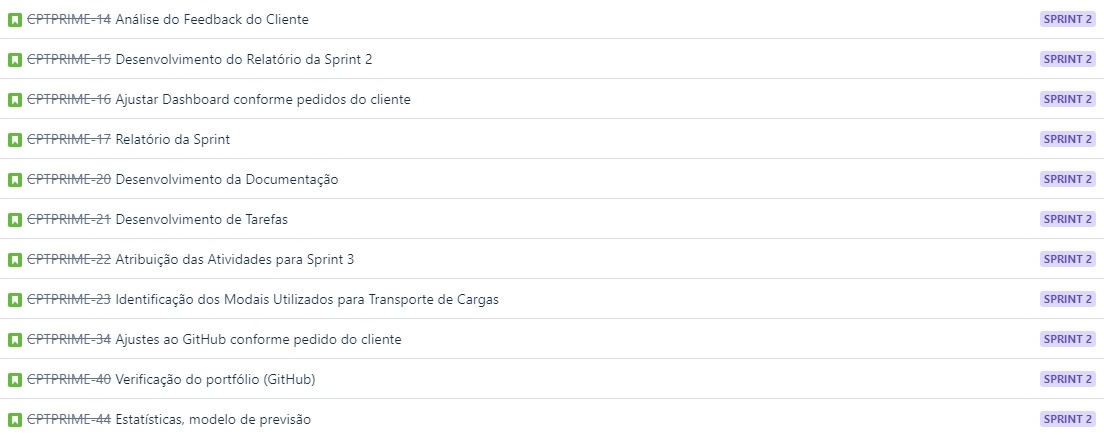 CPTPRIME-14 Análise do Feedback do Cliente SPRINT 2
CPTPRIME-15 Desenvolvimento do Relatório da Sprint 2 SPRINT 2
CPTPRIME-16 Ajustar Dashboard conforme pedidos do cliente SPRINT 2
CPTPRIME-17 Relatório da Sprint SPRINT 2
CPTPRIME-20 Desenvolvimento da Documentação SPRINT 2
CPTPRIME-21 Desenvolvimento de Tarefas SPRINT 2
CPTPRIME-22 Atribuição das Atividades para Sprint 3 SPRINT 2
CPTPRIME-23 Identificação dos Modais Utilizados para Transporte de Cargas SPRINT 2
CPTPRIME-34 Ajustes ao GitHub conforme pedido do cliente SPRINT 2
CPTPRIME-40 Verificação do portfólio (GitHub) SPRINT 2
CPTPRIME-44 Estatísticas, modelo de previsão SPRINT 2